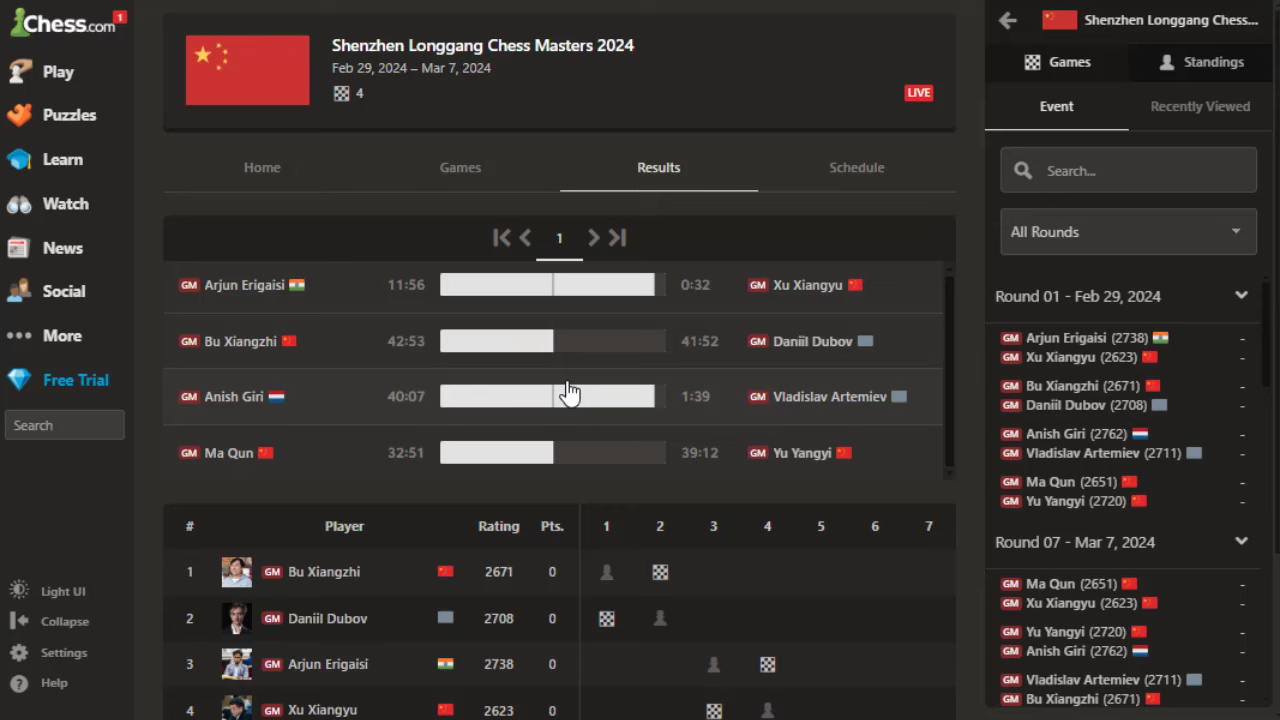 Chess.com
1
Play
Puzzles
Learn
Watch
News
Social
More
Free Trial
Search
Light UI
Collapse
Settings
Help
Shenzhen Longgang Chess Masters 2024
Feb 29, 2024 – Mar 7, 2024
4
LIVE
Home Games Results Schedule
1
GM Arjun Erigaisi 11:56 0:32 GM Xu Xiangyu
GM Bu Xiangzhi 42:53 41:52 GM Daniil Dubov
GM Anish Giri 40:07 1:39 GM Vladislav Artemiev
GM Ma Qun 32:51 39:12 GM Yu Yangyi
# Player Rating Pts. 1 2 3 4 5 6 7
1 GM Bu Xiangzhi 2671 0
2 GM Daniil Dubov 2708 0
3 GM Arjun Erigaisi 2738 0
4 GM Xu Xiangyu 2623 0
Shenzhen Longgang Chess...
Games Standings
Event Recently Viewed
Search...
All Rounds
Round 01 - Feb 29, 2024
GM Arjun Erigaisi (2738) -
GM Xu Xiangyu (2623) -
GM Bu Xiangzhi (2671) -
GM Daniil Dubov (2708) -
GM Anish Giri (2762) -
GM Vladislav Artemiev (2711) -
GM Ma Qun (2651) -
GM Yu Yangyi (2720) -
Round 07 - Mar 7, 2024
GM Ma Qun (2651) -
GM Xu Xiangyu (2623) -
GM Yu Yangyi (2720) -
GM Anish Giri (2762) -
GM Vladislav Artemiev (2711) -
GM Bu Xiangzhi (2671) -